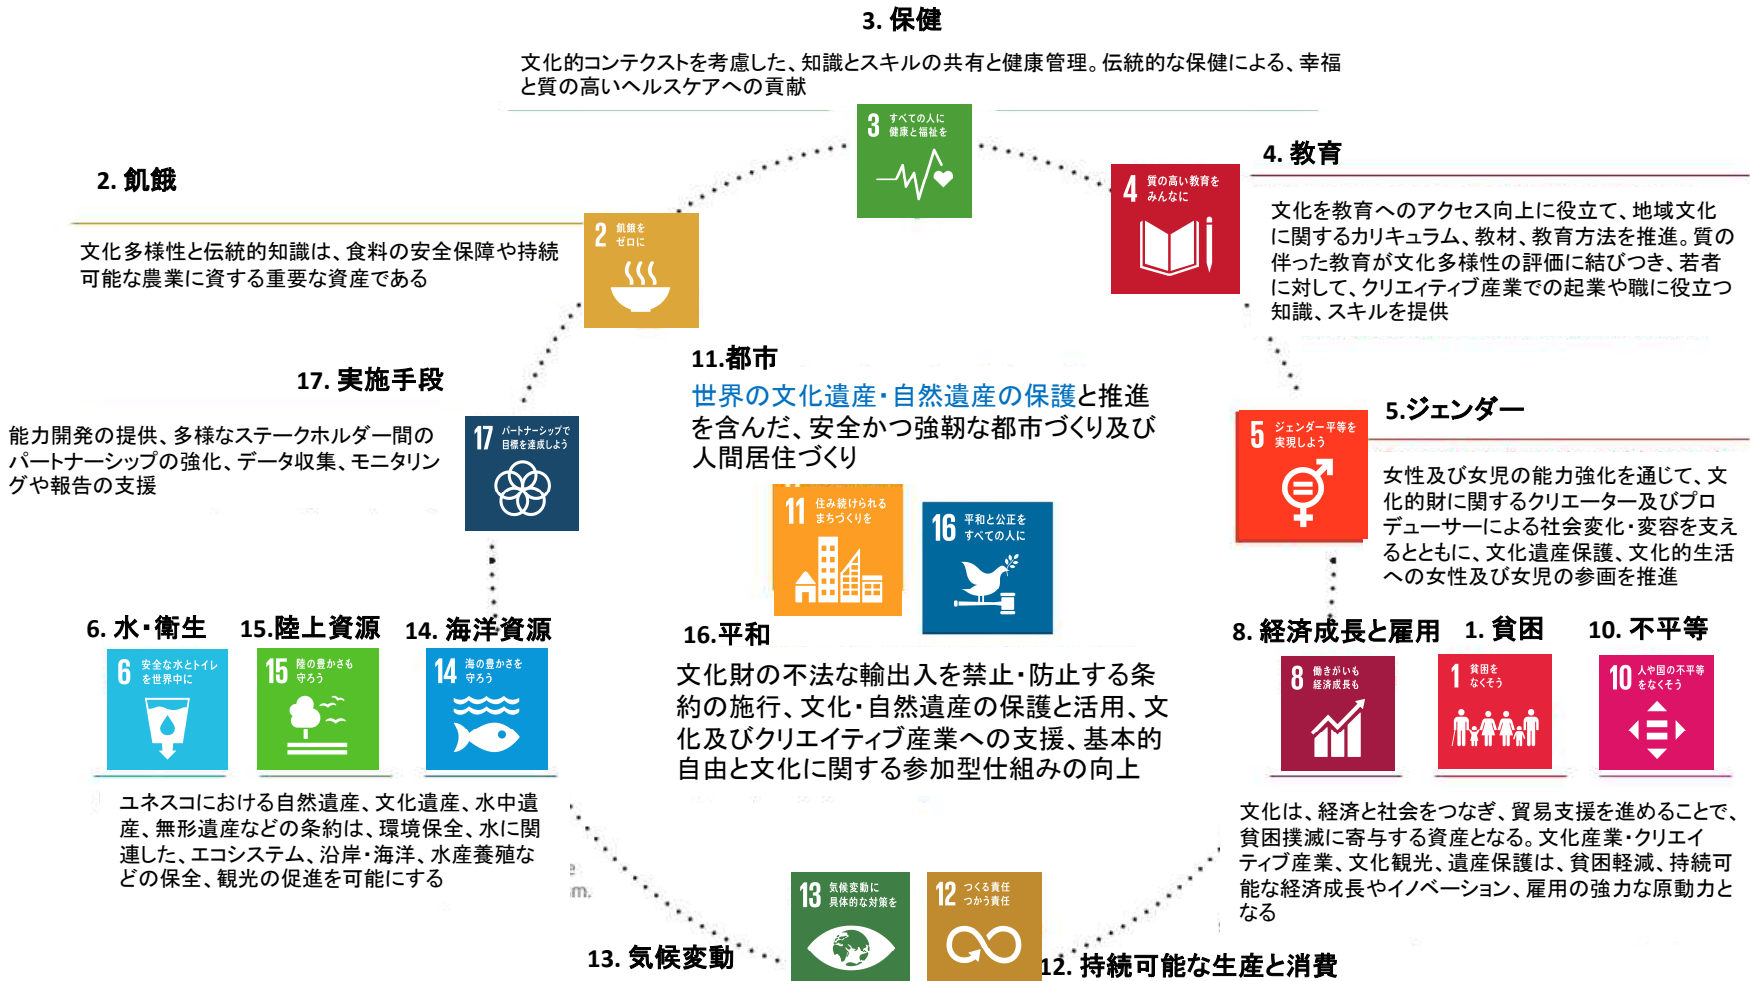 3. 保健
文化的コンテクストを考慮した、知識とスキルの共有と健康管理。伝統的な保健による、幸福
と質の高いヘルスケアへの貢献
3 すべての人に
健康と福祉を
2. 飢餓
2 飢餓を
ゼロに
文化多様性と伝統的知識は、食料の安全保障や持続
可能な農業に資する重要な資産である
4. 教育
4 質の高い教育を
みんなに
文化を教育へのアクセス向上に役立て、地域文化
に関するカリキュラム、教材、教育方法を推進。質の
伴った教育が文化多様性の評価に結びつき、若者
に対して、クリエィティブ産業での起業や職に役立つ
知識、スキルを提供
17. 実施手段
17 パートナーシップで
目標を達成しよう
能力開発の提供、多様なステークホルダー間の
パートナーシップの強化、データ収集、モニタリン
グや報告の支援
11.都市
世界の文化遺産・自然遺産の保護と推進
を含んだ、安全かつ強靭な都市づくり及び
人間居住づくり
11 住み続けられる
まちづくりを
16 平和と公正を
すべての人に
16.平和
文化財の不法な輸出入を禁止・防止する条
約の施行、文化・自然遺産の保護と活用、文
化及びクリエイティブ産業への支援、基本的
自由と文化に関する参加型仕組みの向上
5.ジェンダー
5 ジェンダー平等を
実現しよう
女性及び女児の能力強化を通じて、文
化的財に関するクリエーター及びプロ
デューサーによる社会変化・変容を支え
るとともに、文化遺産保護、文化的生活
への女性及び女児の参画を推進
6. 水・衛生 15.陸上資源 14. 海洋資源
6 安全な水とトイレ
を世界中に
15 陸の豊かさも
守ろう
14 海の豊かさを
守ろう
ユネスコにおける自然遺産、文化遺産、水中遺
産、無形遺産などの条約は、環境保全、水に関
連した、エコシステム、沿岸・海洋、水産養殖な
どの保全、観光の促進を可能にする
8. 経済成長と雇用 1. 貧困 10. 不平等
8 働きがいも
経済成長も
1 貧困を
なくそう
10 人や国の不平等
をなくそう
文化は、経済と社会をつなぎ、貿易支援を進めることで、
貧困撲滅に寄与する資産となる。文化産業・クリエイ
ティブ産業、文化観光、遺産保護は、貧困軽減、持続可
能な経済成長やイノベーション、雇用の強力な原動力と
なる
13 気候変動に
具体的な対策を
12 つくる責任
つかう責任
13. 気候変動
12. 持続可能な生産と消費